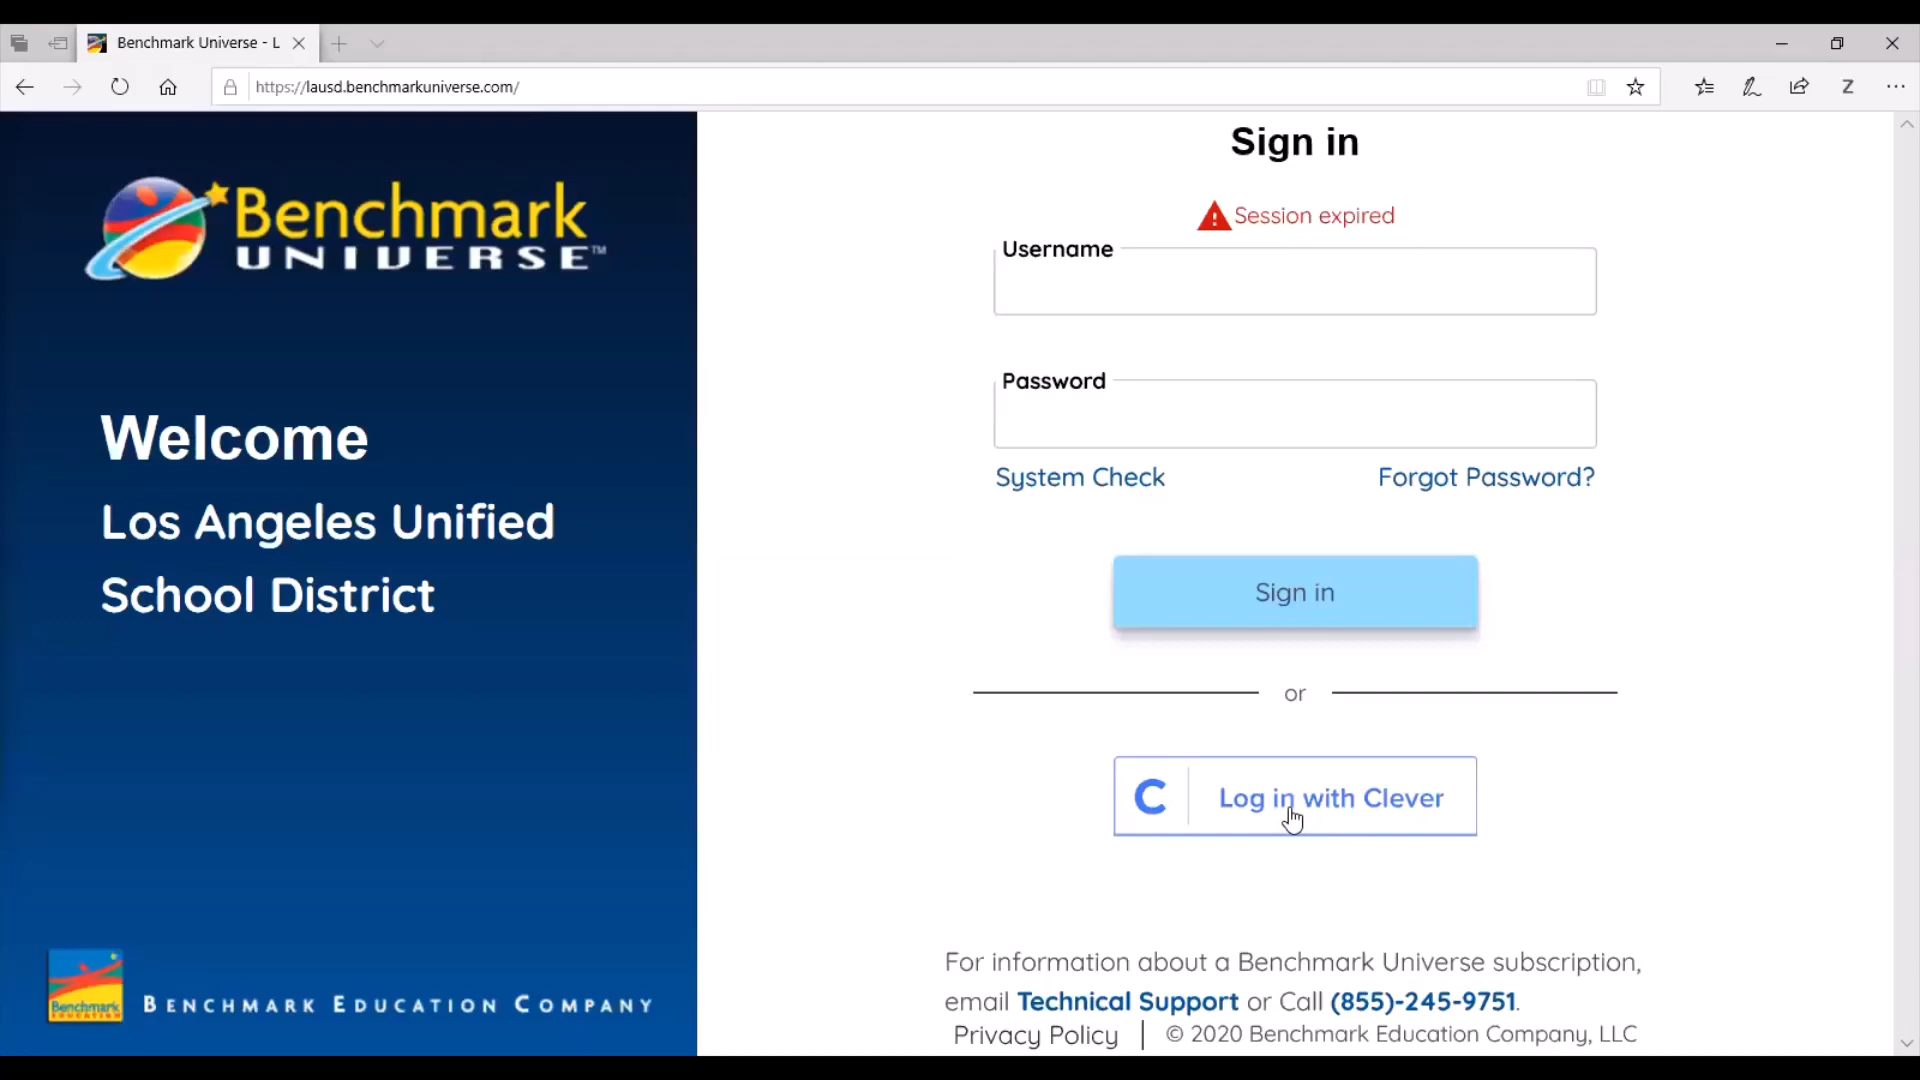 Benchmark Universe - L
https://lausd.benchmarkuniverse.com/
Z
Benchmark
UNIVERSE™
Welcome
Los Angeles Unified
School District
Benchmark
EDUCATION
BENCHMARK EDUCATION COMPANY
Sign in
Session expired
Username
Password
System Check
Forgot Password?
Sign in
or
C
Log in with Clever
For information about a Benchmark Universe subscription,
email Technical Support or Call (855)-245-9751.
Privacy Policy | © 2020 Benchmark Education Company, LLC